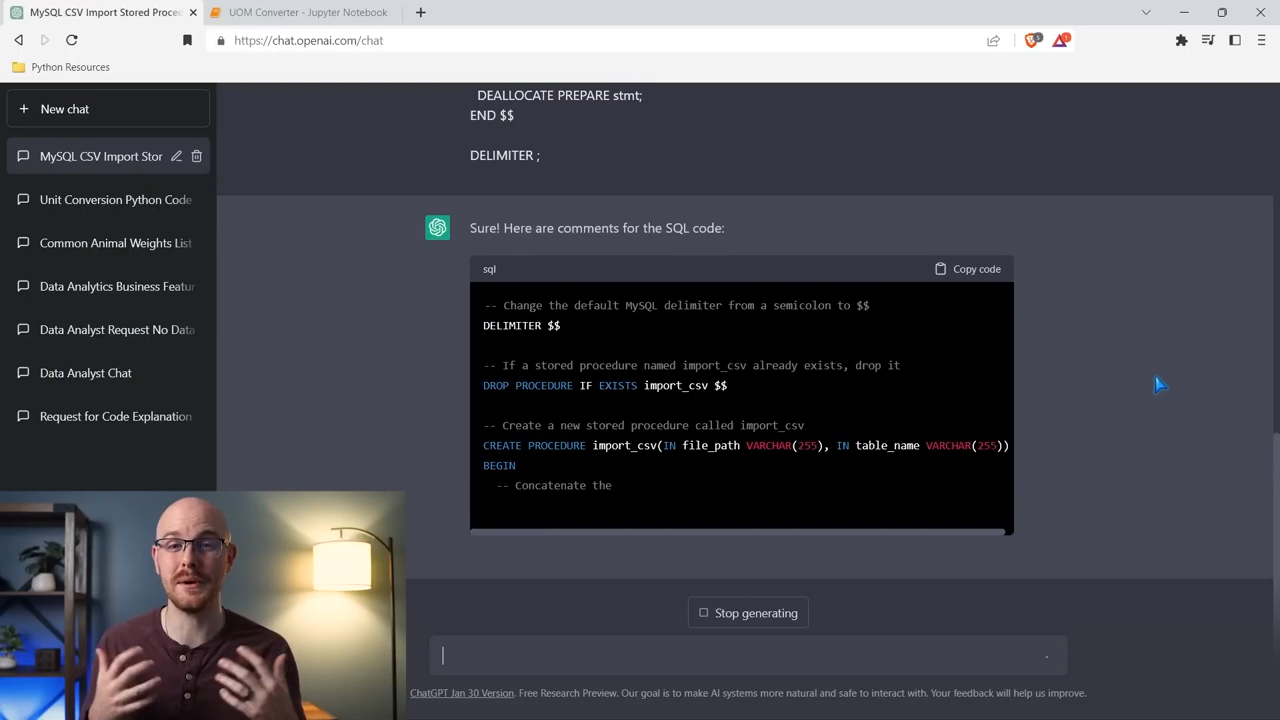 MySQL CSV Import Stored Proced
UOM Converter - Jupyter Notebook
https://chat.openai.com/chat
5
1
Python Resources
New chat
MySQL CSV Import Stor
Unit Conversion Python Code
Common Animal Weights List
Data Analytics Business Featur
Data Analyst Request No Data
Data Analyst Chat
Request for Code Explanation
DEALLOCATE PREPARE stmt;
END $$
DELIMITER ;
Sure! Here are comments for the SQL code:
sql
Copy code
-- Change the default MySQL delimiter from a semicolon to $$
DELIMITER $$
-- If a stored procedure named import_csv already exists, drop it
DROP PROCEDURE IF EXISTS import_csv $$
-- Create a new stored procedure called import_csv
CREATE PROCEDURE import_csv(IN file_path VARCHAR(255), IN table_name VARCHAR(255))
BEGIN
-- Concatenate the
Stop generating
ChatGPT Jan 30 Version. Free Research Preview. Our goal is to make AI systems more natural and safe to interact with. Your feedback will help us improve.